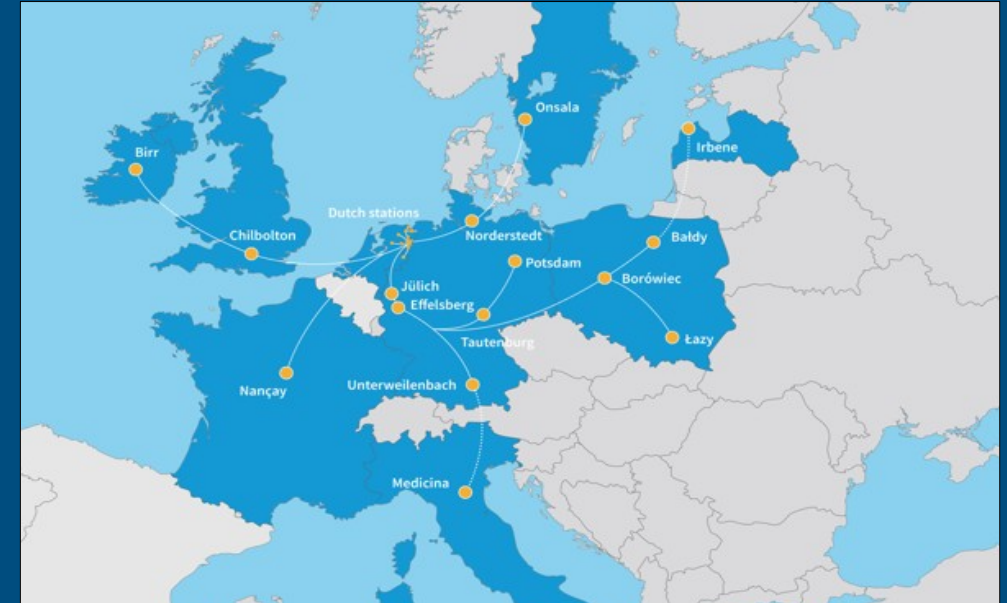 Onsala
Birr
Irbene
Dutch stations
Chilbolton
Norderstedt
Bałdy
Potsdam
Borówiec
Jülich
Effelsberg
Tautenburg
Łazy
Nançay
Unterweilenbach
Medicina